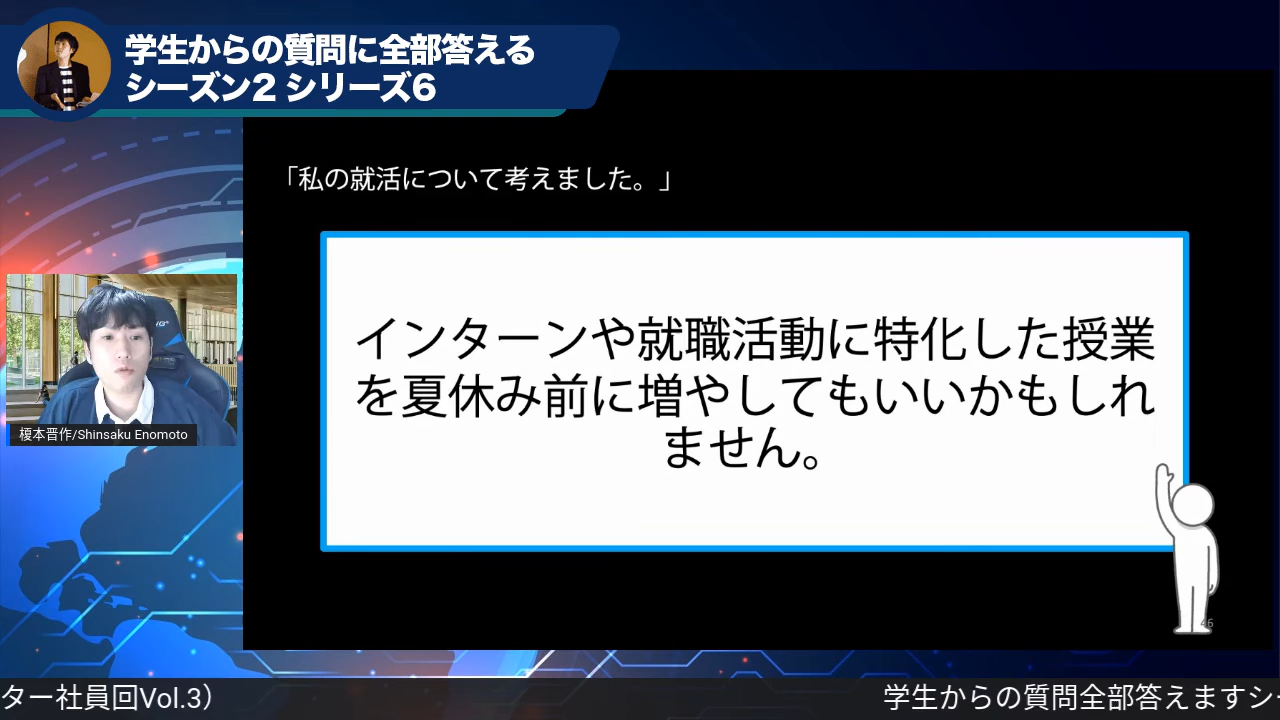 学生からの質問に全部答える
シーズン2 シリーズ6
「私の就活について考えました。」
インターンや就職活動に特化した授業
を夏休み前に増やしてもいいかもしれ
ません。
榎本晋作/Shinsaku Enomoto
46
ター社員回Vol.3）
学生からの質問全部答えますシ